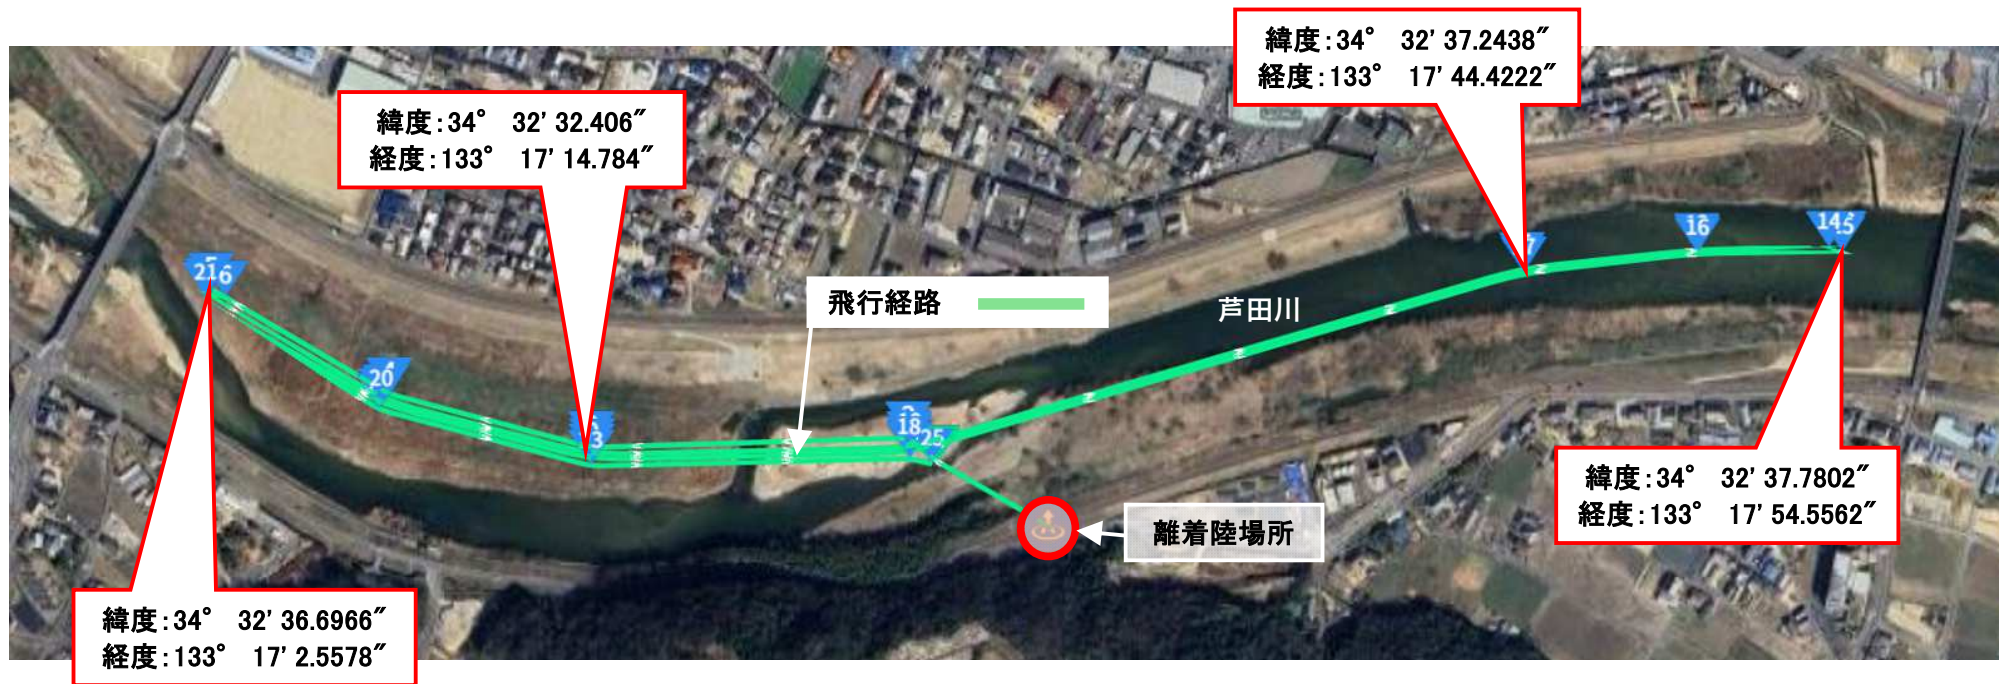 緯度:34° 32’ 37.2438”
経度:133° 17’ 44.4222”
緯度:34° 32’ 32.406”
経度:133° 17’ 14.784”
16
20
18
25
飛行経路
芦田川
離着陸場所
緯度:34° 32’ 37.7802”
経度:133° 17’ 54.5562”
緯度:34° 32’ 36.6966”
経度:133° 17’ 2.5578”